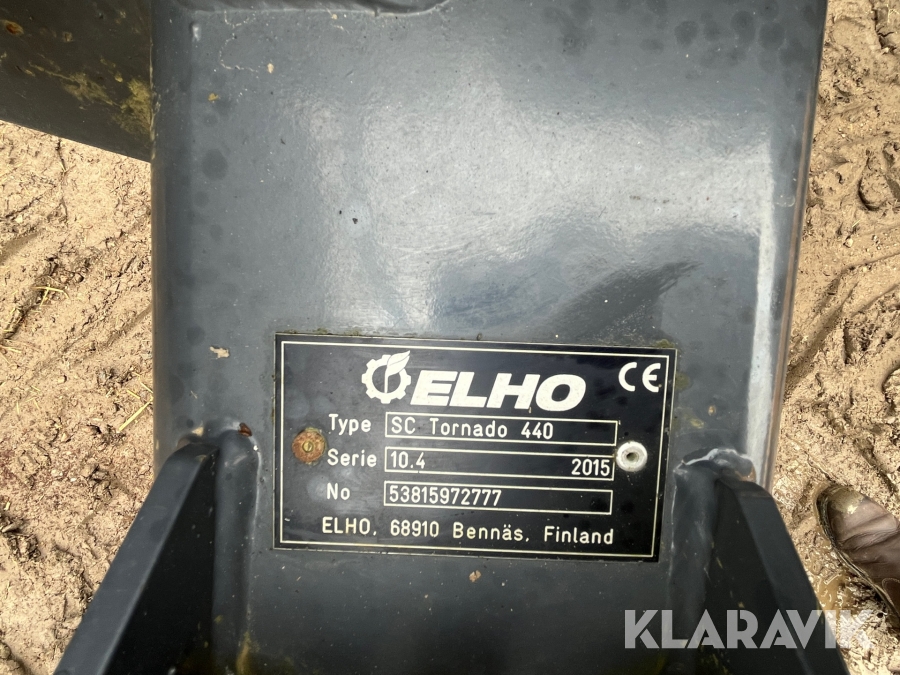 ELHO CE
Type SC Tornado 440
Serie 10.4 2015
No 53815972777
ELHO, 68910 Bennäs, Finland
KLARAVIK